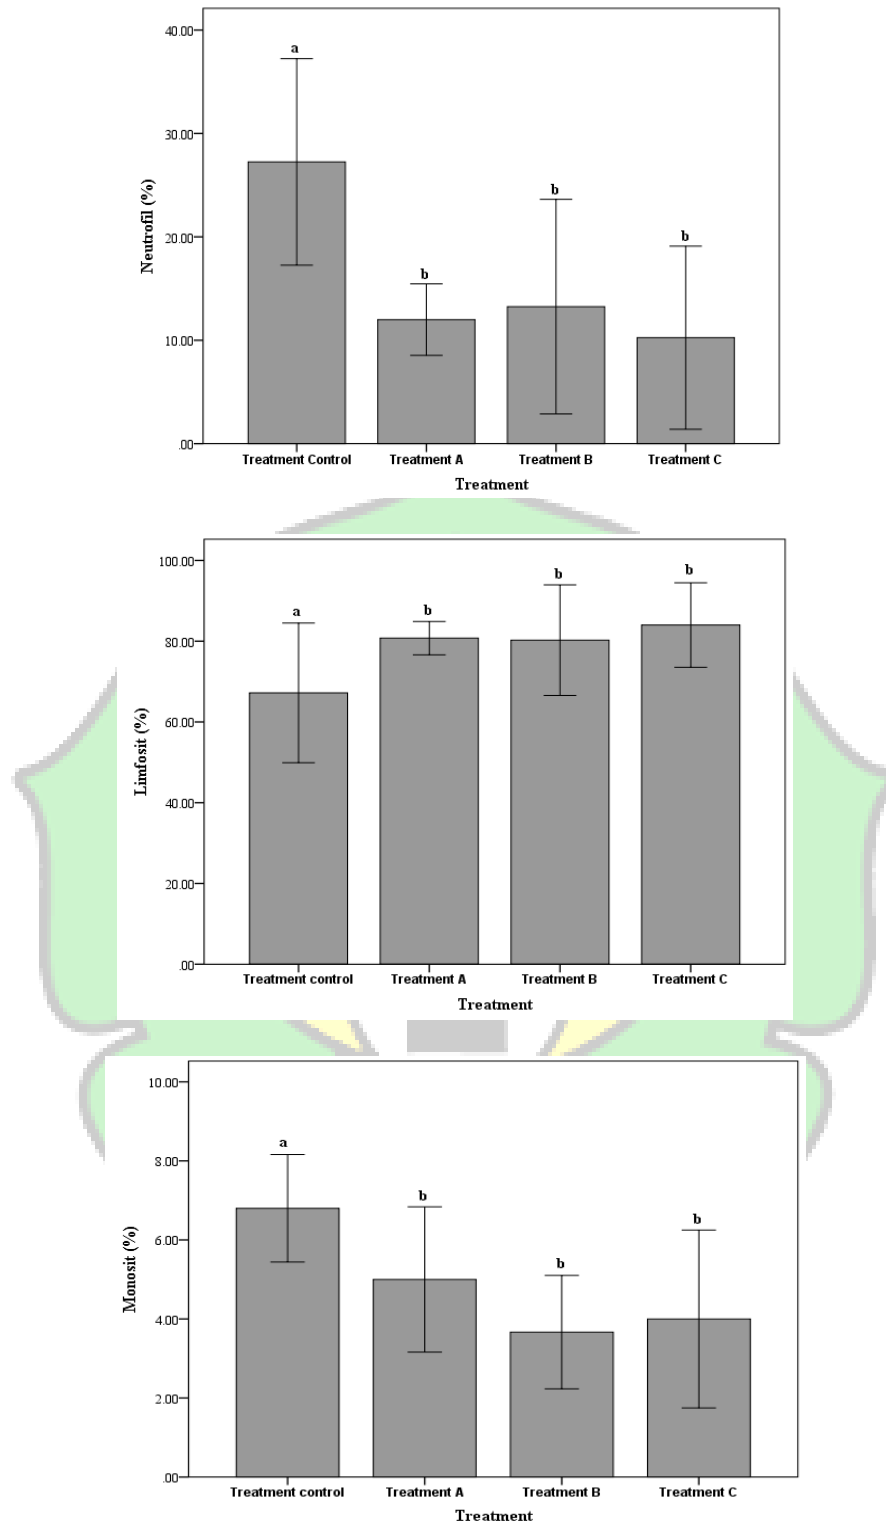 40.00
30.00
20.00
10.00
.00
Neutrofil (%)
a
b
b
b
Treatment Control Treatment A Treatment B Treatment C
Treatment
100.00
80.00
60.00
40.00
20.00
.00
Limfosit (%)
a
b
b
b
Treatment control Treatment A Treatment B Treatment C
Treatment
10.00
8.00
6.00
4.00
2.00
.00
Monosit (%)
a
b
b
b
Treatment control Treatment A Treatment B Treatment C
Treatment